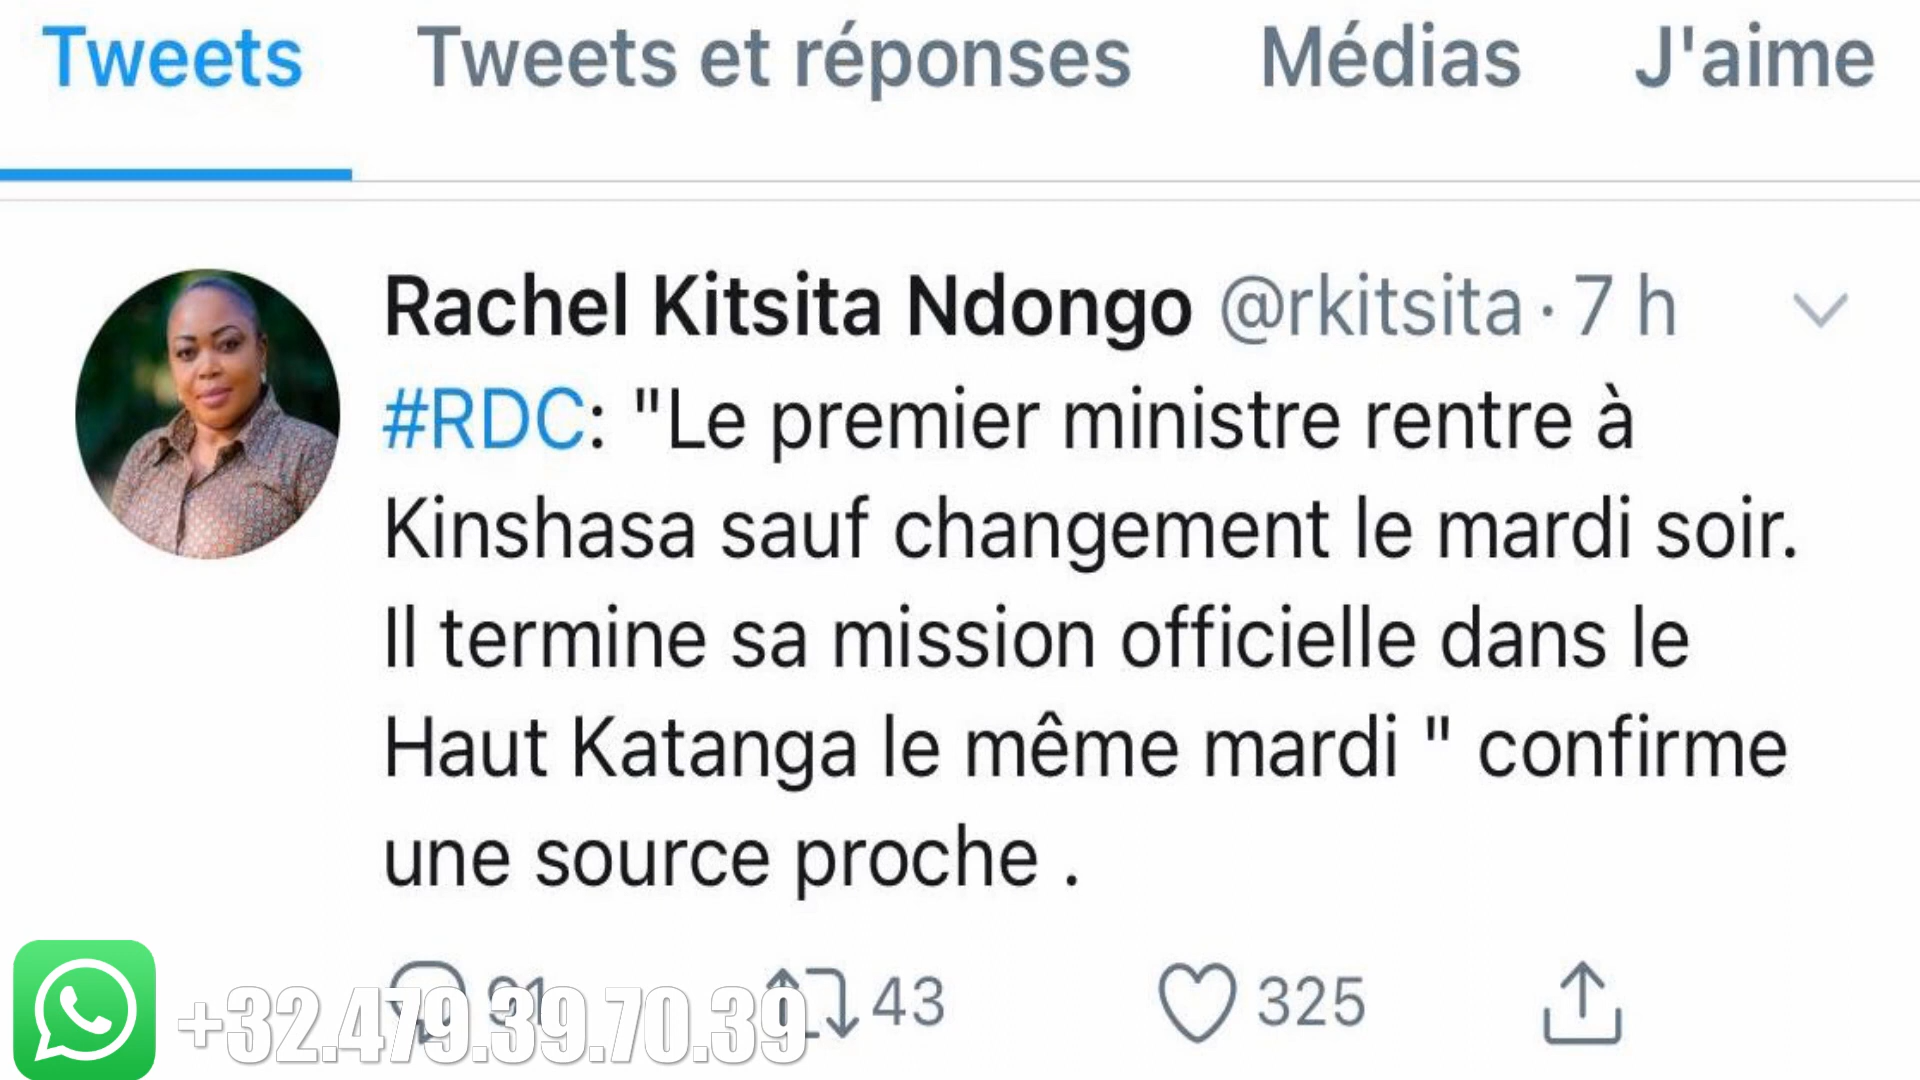 Tweets Tweets et réponses Médias J'aime
Rachel Kitsita Ndongo @rkitsita · 7 h
#RDC: "Le premier ministre rentre à
Kinshasa sauf changement le mardi soir.
Il termine sa mission officielle dans le
Haut Katanga le même mardi " confirme
une source proche .
43 325
+32.479.39.70.39